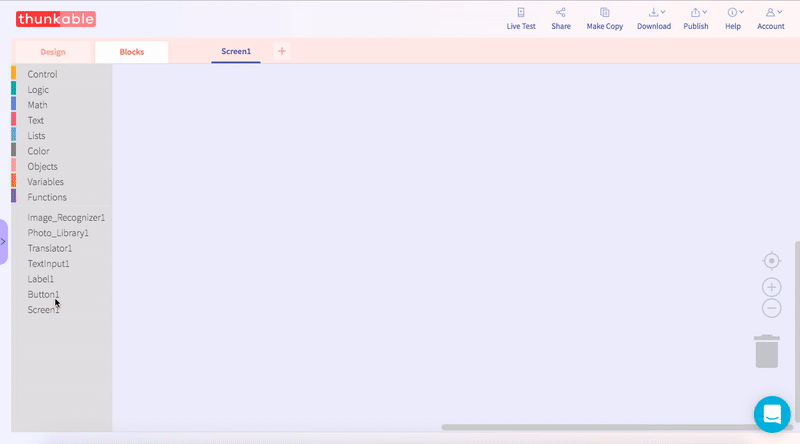 thunkable
Live Test
Share
Make Copy
Download
Publish
Help
Account
Design
Blocks
Screen1
Control
Logic
Math
Text
Lists
Color
Objects
Variables
Functions
Image_Recognizer1
Photo_Library1
Translator1
TextInput1
Label1
Button1
Screen1